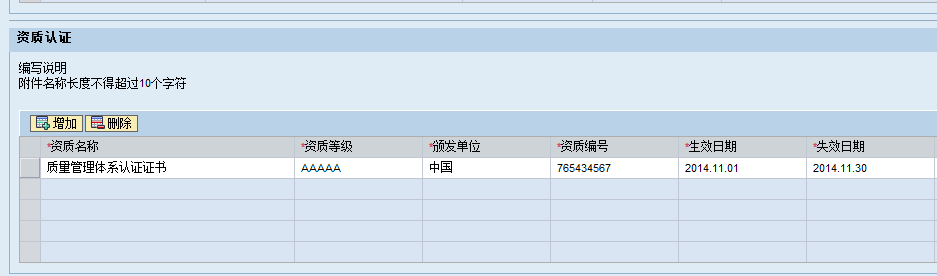 资质认证
编写说明
附件名称长度不得超过10个字符
增加 删除
*资质名称 *资质等级 *颁发单位 *资质编号 *生效日期 *失效日期
质量管理体系认证证书 AAAAA 中国 765434567 2014.11.01 2014.11.30